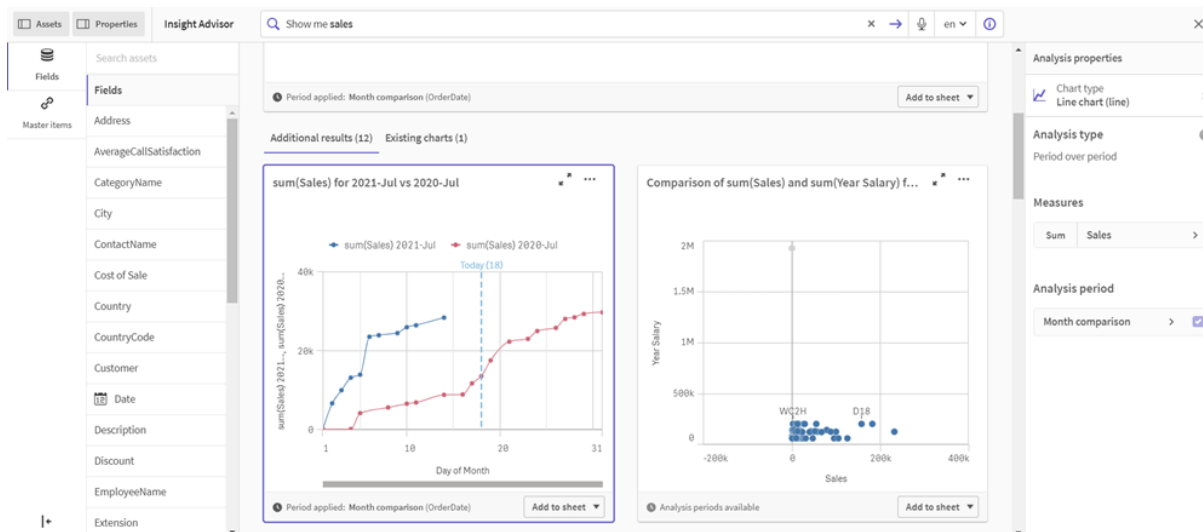 Assets
Properties
Insight Advisor
Show me sales
en
Fields
Master items
Search assets
Fields
Address
AverageCallSatisfaction
CategoryName
City
ContactName
Cost of Sale
Country
CountryCode
Customer
Date
Description
Discount
EmployeeName
Extension
Period applied: Month comparison (OrderDate)
Add to sheet
Additional results (12)
Existing charts (1)
sum(Sales) for 2021-Jul vs 2020-Jul
sum(Sales) 2021-Jul
sum(Sales) 2020-Jul
Today (18)
40k
20k
0
sum(Sales) 2021..., sum(Sales) 2020...
1
10
20
31
Day of Month
Period applied: Month comparison (OrderDate)
Add to sheet
Comparison of sum(Sales) and sum(Year Salary) f...
2M
1.5M
1M
500k
0
Year Salary
WC2H
D18
-200k
0
200k
400k
Sales
Analysis periods available
Add to sheet
Analysis properties
Chart type
Line chart (line)
Analysis type
Period over period
Measures
Sum
Sales
Analysis period
Month comparison